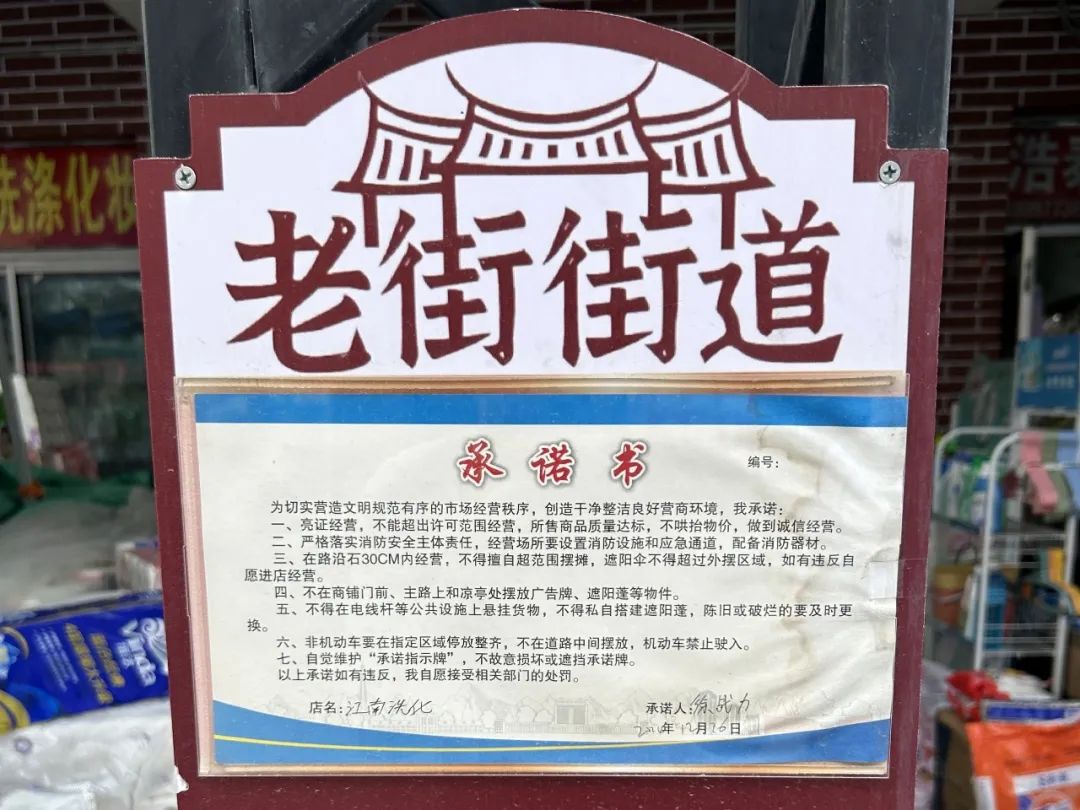 洗涤化妆
浩
老街街道
承诺书
编号：
为切实营造文明规范有序的市场经营秩序，创造干净整洁良好营商环境，我承诺：
一、亮证经营，不能超出许可范围经营，所售商品质量达标，不哄抬物价，做到诚信经营。
二、严格落实消防安全主体责任，经营场所要设置消防设施和应急通道，配备消防器材。
三、在路沿石30CM内经营，不得擅自超范围摆摊，遮阳伞不得超过外摆区域，如有违反自
愿进店经营。
四、不在商铺门前、主路上和凉亭处摆放广告牌、遮阳蓬等物件。
五、不得在电线杆等公共设施上悬挂货物，不得私自搭建遮阳蓬，陈旧或破烂的要及时更
换。
六、非机动车要在指定区域停放整齐，不在道路中间摆放，机动车禁止驶入。
七、自觉维护“承诺指示牌”，不故意损坏或遮挡承诺牌。
以上承诺如有违反，我自愿接受相关部门的处罚。
店名：江南洗化
承诺人：徐战力
年12月20日